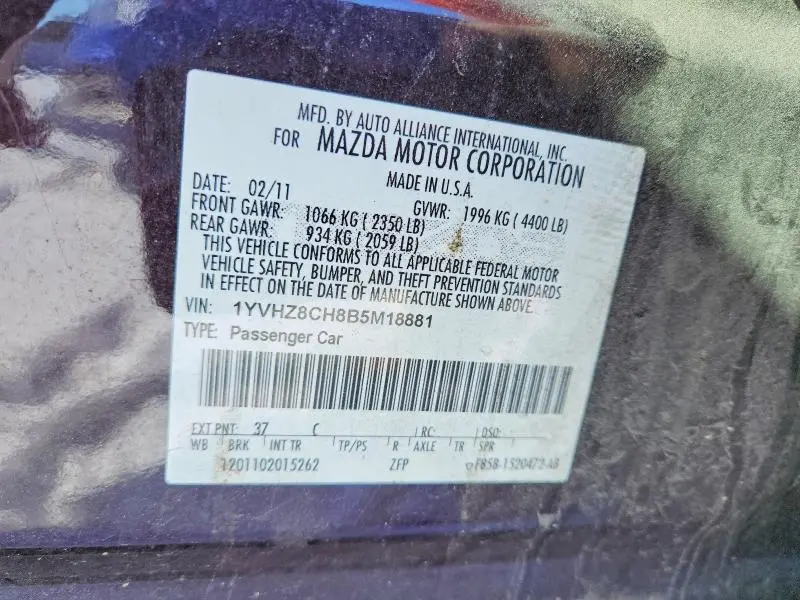 MFD. BY AUTO ALLIANCE INTERNATIONAL, INC.
FOR MAZDA MOTOR CORPORATION
MADE IN U.S.A.
DATE: 02/11 GVWR: 1996 KG ( 4400 LB)
FRONT GAWR: 1066 KG ( 2350 LB)
REAR GAWR: 934 KG ( 2059 LB)
THIS VEHICLE CONFORMS TO ALL APPLICABLE FEDERAL MOTOR
VEHICLE SAFETY, BUMPER, AND THEFT PREVENTION STANDARDS
IN EFFECT ON THE DATE OF MANUFACTURE SHOWN ABOVE.
VIN: 1YVHZ8CH8B5M18881
TYPE: Passenger Car
EXT PNT: 37 C RC: DSO:
WB BRK INT TR TP/PS R AXLE TR SPR
1201102015262 ZFP F85B-1520472-AB